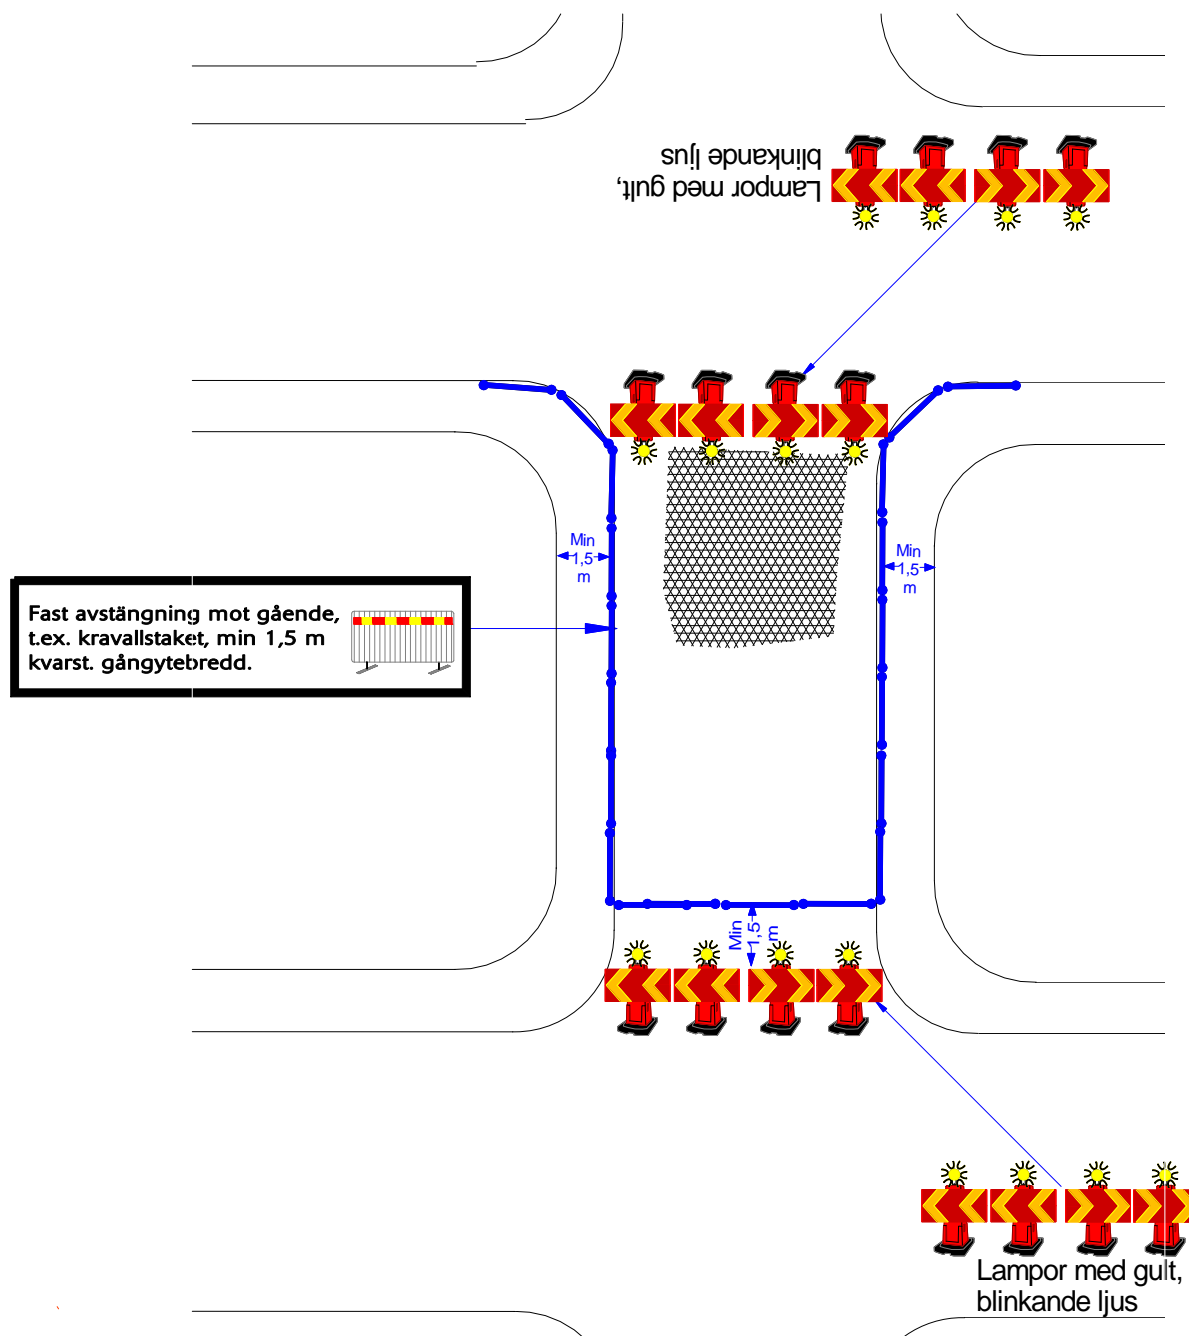 Lampor med gult,
blinkande ljus
Min
1,5
m
Min
1,5
m
Fast avstängning mot gående,
t.ex. kravallstaket, min 1,5 m
kvarst. gångytebredd.
Min
1,5
m
Lampor med gult,
blinkande ljus